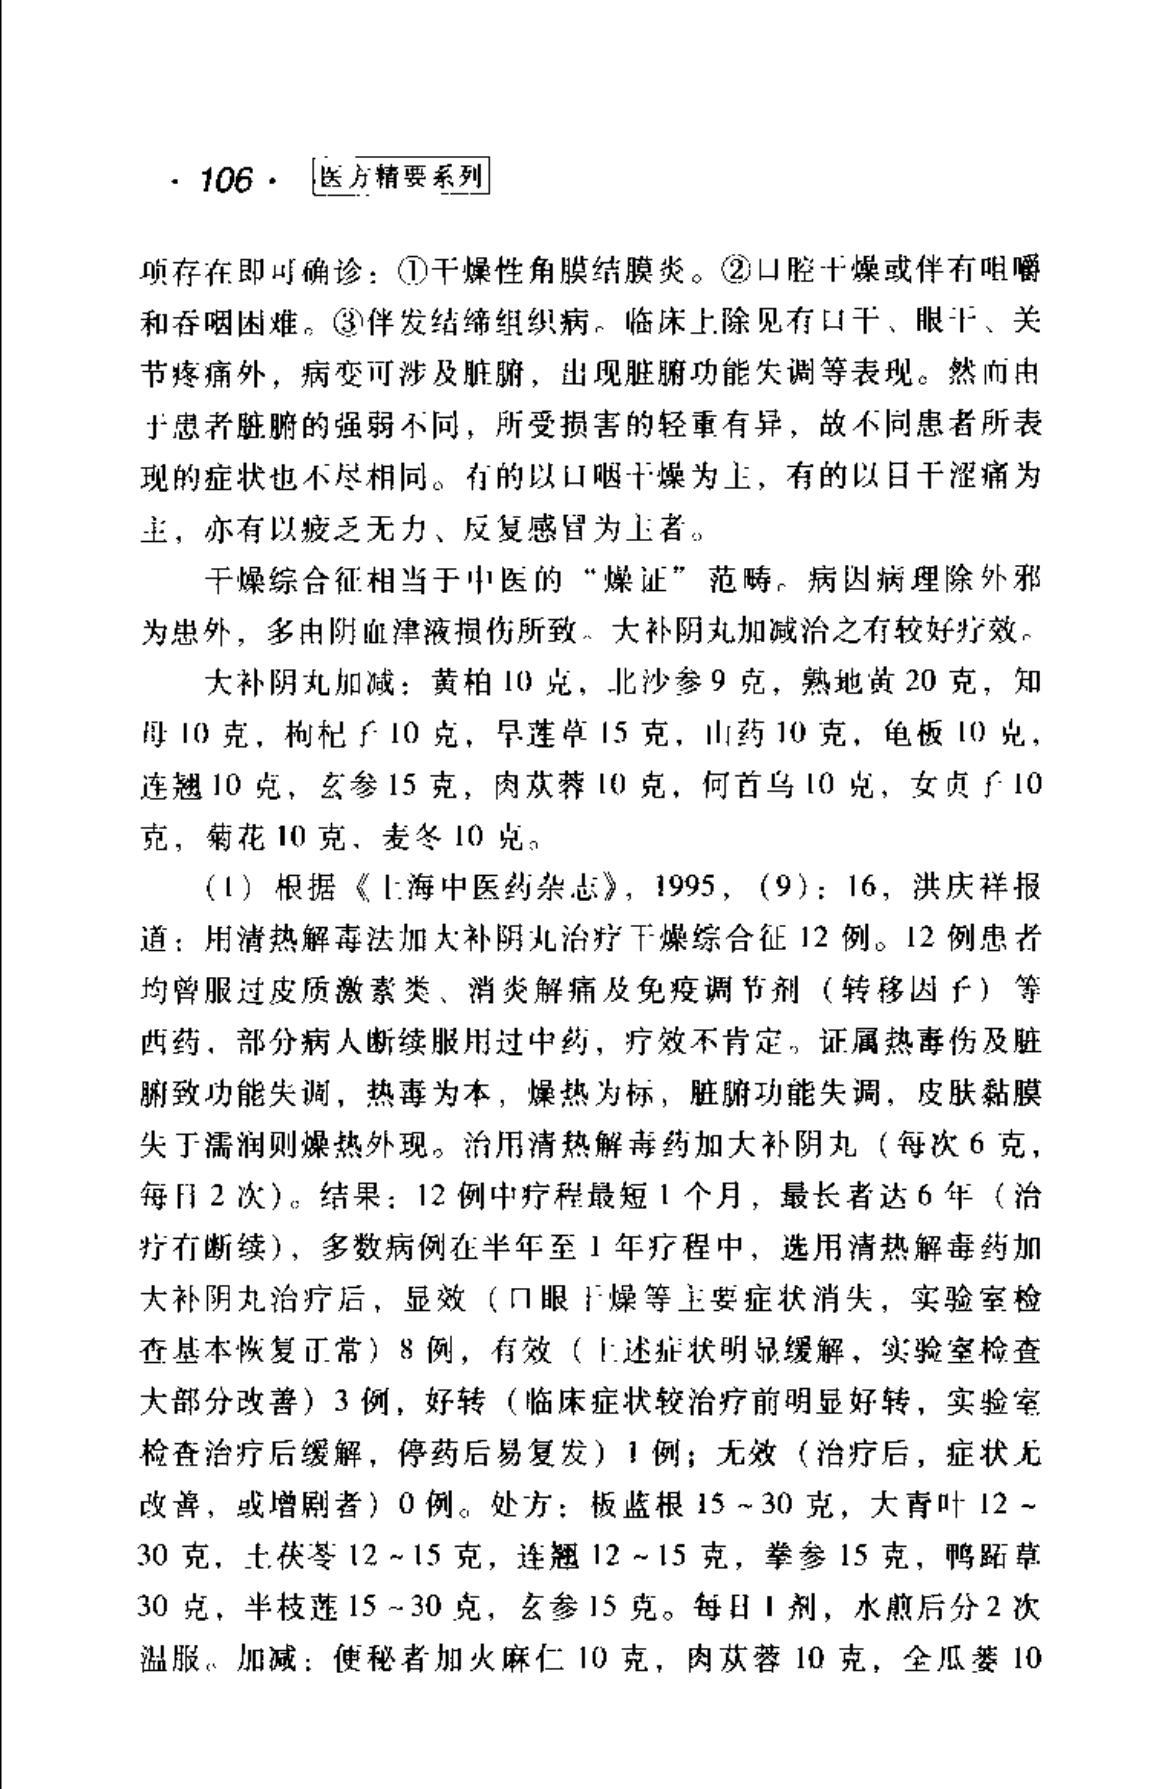 · 106 · 医方精要系列
项存在即可确诊：①干燥性角膜结膜炎。②口腔干燥或伴有咀嚼
和吞咽困难。③伴发结缔组织病。临床上除见有口干、眼干、关
节疼痛外，病变可涉及脏腑，出现脏腑功能失调等表现。然而由
于患者脏腑的强弱不同，所受损害的轻重有异，故不同患者所表
现的症状也不尽相同。有的以口咽干燥为主，有的以目干涩痛为
主，亦有以疲乏无力、反复感冒为主者。
干燥综合征相当于中医的“燥证”范畴。病因病理除外邪
为患外，多由阴血津液损伤所致。大补阴丸加减治之有较好疗效。
大补阴丸加减：黄柏 10 克，北沙参 9 克，熟地黄 20 克，知
母 10 克，枸杞子 10 克，旱莲草 15 克，山药 10 克，龟板 10 克，
连翘 10 克，玄参 15 克，肉苁蓉 10 克，何首乌 10 克，女贞子 10
克，菊花 10 克，麦冬 10 克。
（1）根据《上海中医药杂志》，1995，（9）：16，洪庆祥报
道：用清热解毒法加大补阴丸治疗干燥综合征 12 例。12 例患者
均曾服过皮质激素类、消炎解痛及免疫调节剂（转移因子）等
西药，部分病人断续服用过中药，疗效不肯定。证属热毒伤及脏
腑致功能失调，热毒为本，燥热为标，脏腑功能失调，皮肤黏膜
失于濡润则燥热外现。治用清热解毒药加大补阴丸（每次 6 克，
每日 2 次）。结果：12 例中疗程最短 1 个月，最长者达 6 年（治
疗有断续），多数病例在半年至 1 年疗程中，选用清热解毒药加
大补阴丸治疗后，显效（口眼干燥等主要症状消失，实验室检
查基本恢复正常）8 例，有效（上述症状明显缓解，实验室检查
大部分改善）3 例，好转（临床症状较治疗前明显好转，实验室
检查治疗后缓解，停药后易复发）1 例；无效（治疗后，症状无
改善，或增剧者）0 例。处方：板蓝根 15～30 克，大青叶 12～
30 克，土茯苓 12～15 克，连翘 12～15 克，拳参 15 克，鸭跖草
30 克，半枝莲 15～30 克，玄参 15 克。每日 1 剂，水煎后分 2 次
温服。加减：便秘者加火麻仁 10 克，肉苁蓉 10 克，全瓜蒌 10